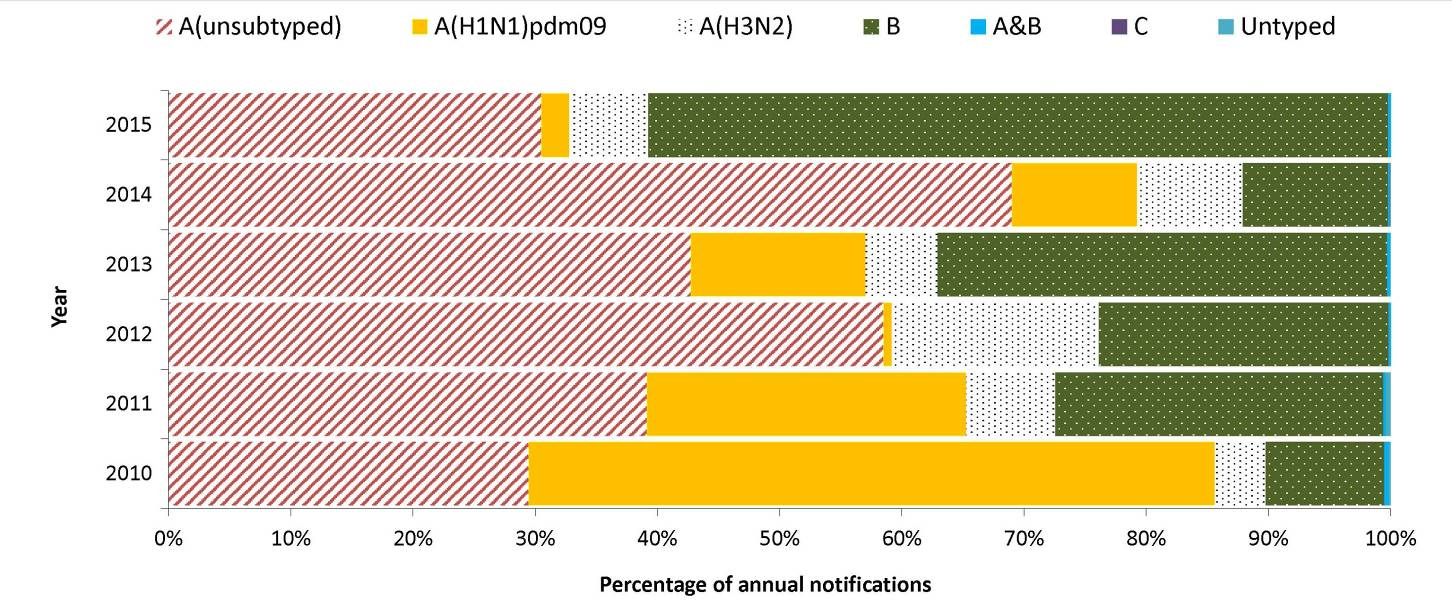 A(unsubtyped) A(H1N1)pdm09 A(H3N2) B A&B C Untyped
2015
2014
2013
2012
2011
2010
Year
0% 10% 20% 30% 40% 50% 60% 70% 80% 90% 100%
Percentage of annual notifications